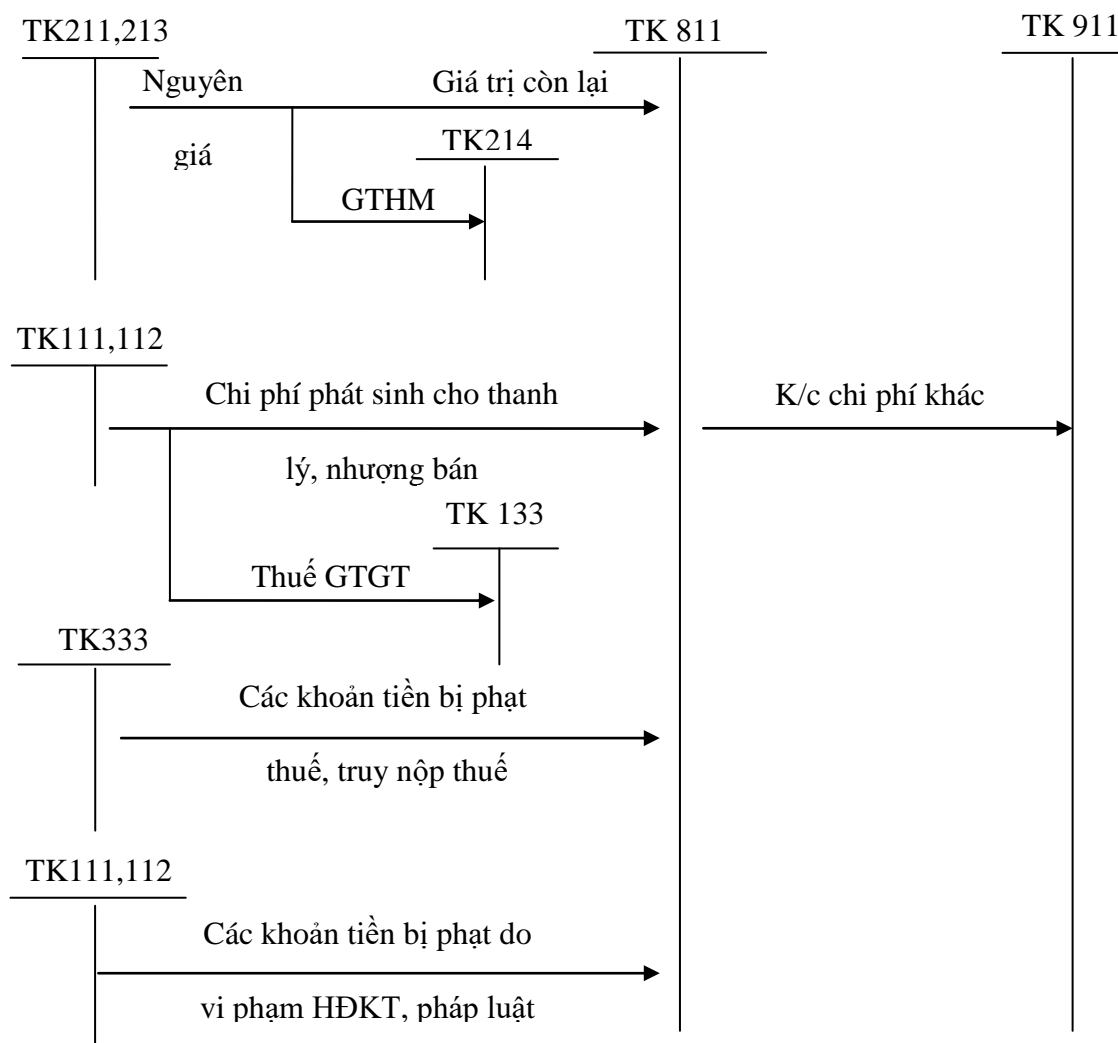 TK211,213
TK 811
TK 911
Nguyên
Giá trị còn lại
giá
TK214
GTHM
TK111,112
Chi phí phát sinh cho thanh
K/c chi phí khác
lý, nhượng bán
TK 133
Thuế GTGT
TK333
Các khoản tiền bị phạt
thuế, truy nộp thuế
TK111,112
Các khoản tiền bị phạt do
vi phạm HĐKT, pháp luật